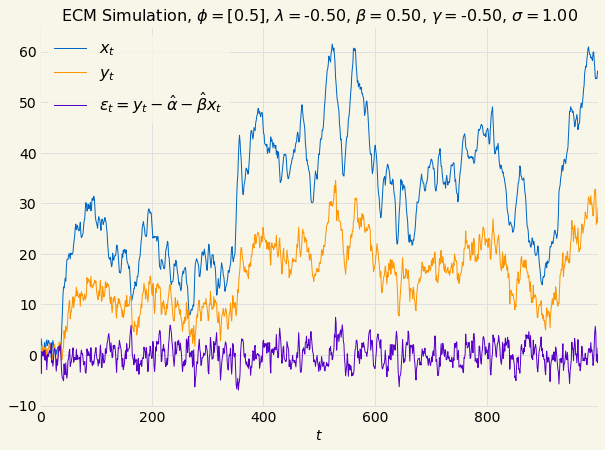 ECM Simulation, ϕ = [0.5], λ = -0.50, β = 0.50, γ = -0.50, σ = 1.00
x_t
y_t
ε_t = y_t − α̂ − β̂x_t
60
50
40
30
20
10
0
−10
0 200 400 600 800
t